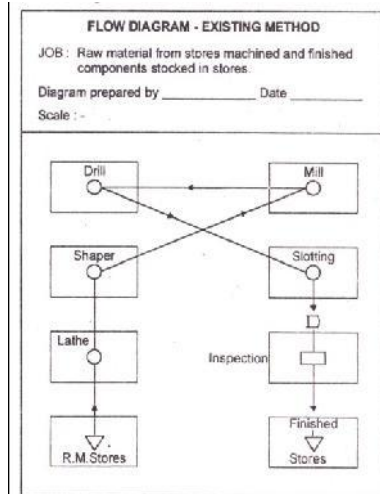 FLOW DIAGRAM - EXISTING METHOD
JOB : Raw material from stores machined and finished
components stocked in stores.
Diagram prepared by ____________ Date ____________
Scale : -
Drill
Mill
Shaper
Slotting
D
Lathe
Inspection
R.M.Stores
Finished
Stores